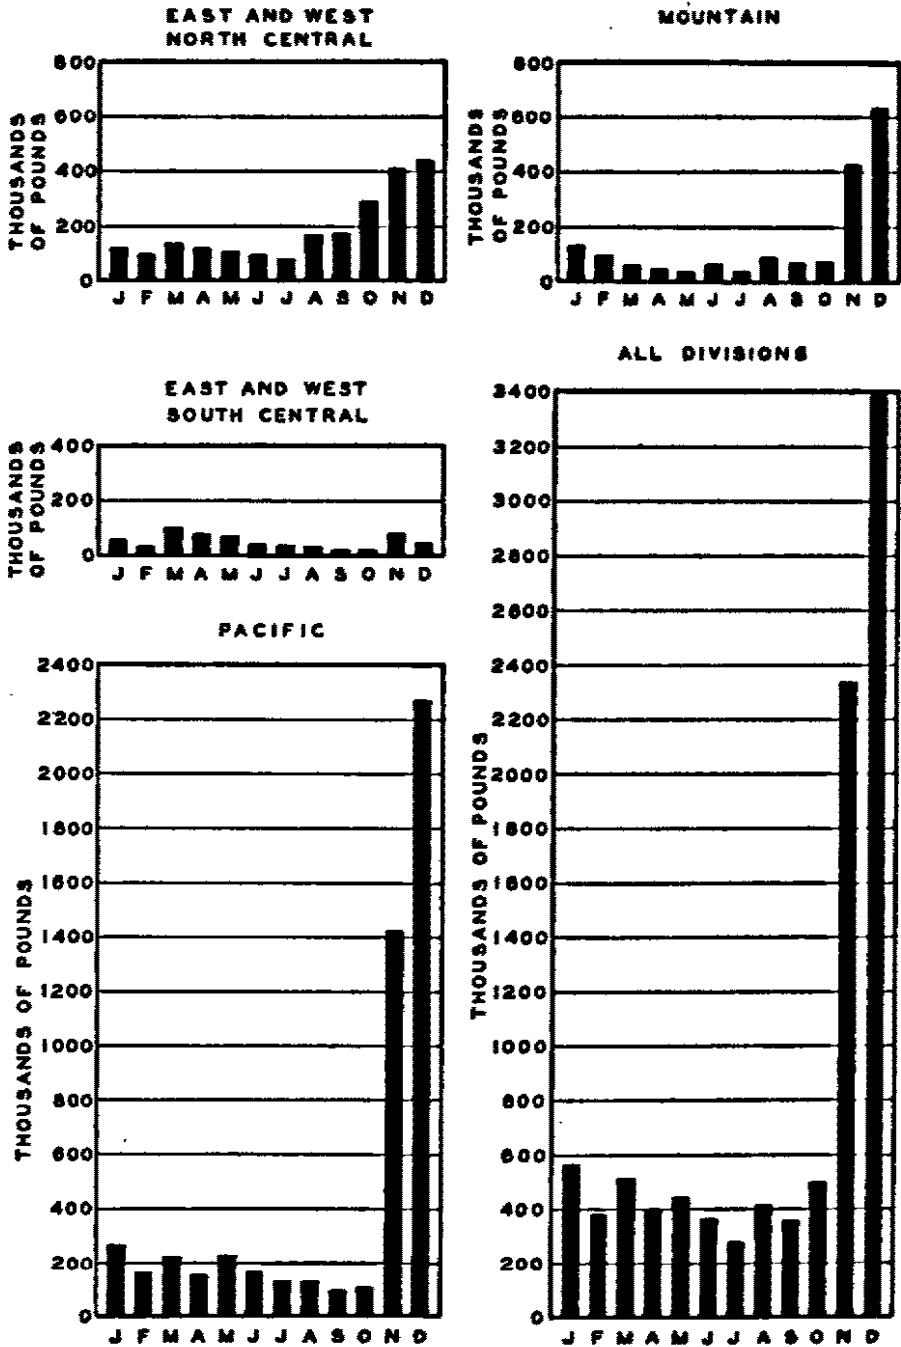 EAST AND WEST
NORTH CENTRAL
THOUSANDS
OF POUNDS
800
600
400
200
0
J F M A M J J A S O N D
MOUNTAIN
THOUSANDS
OF POUNDS
800
600
400
200
0
J F M A M J J A S O N D
EAST AND WEST
SOUTH CENTRAL
THOUSANDS
OF POUNDS
400
200
0
J F M A M J J A S O N D
PACIFIC
THOUSANDS OF POUNDS
2400
2200
2000
1800
1600
1400
1200
1000
800
600
400
200
0
J F M A M J J A S O N D
ALL DIVISIONS
THOUSANDS OF POUNDS
3400
3200
3000
2800
2600
2400
2200
2000
1800
1600
1400
1200
1000
800
600
400
200
0
J F M A M J J A S O N D